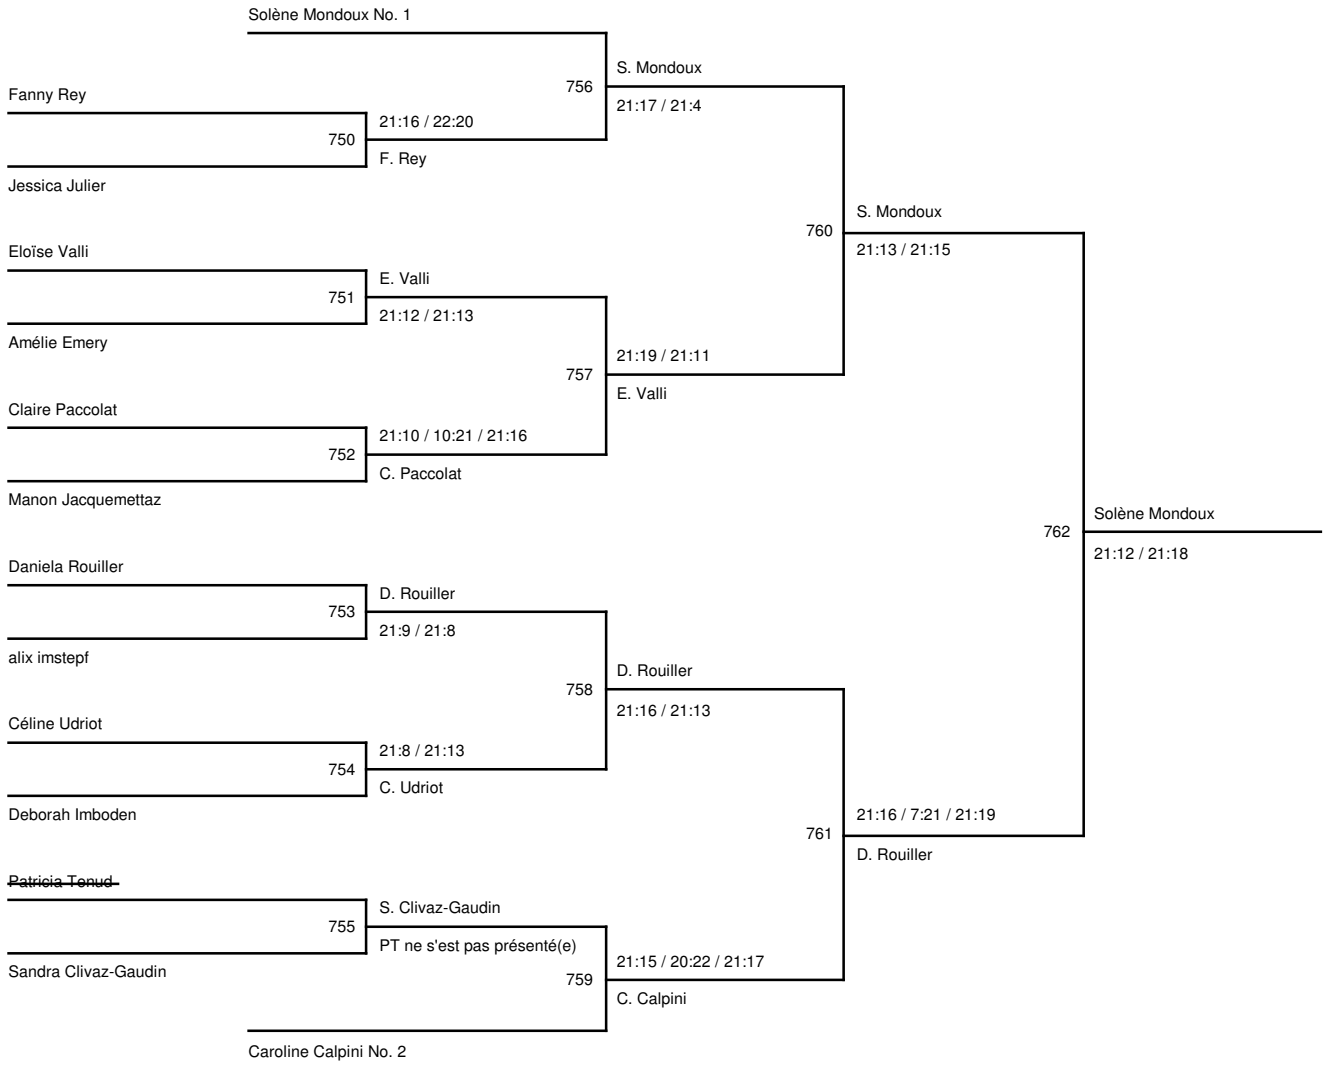 Solène Mondoux No. 1
S. Mondoux
756
Fanny Rey
21:17 / 21:4
21:16 / 22:20
750
F. Rey
Jessica Julier
S. Mondoux
760
Eloïse Valli
21:13 / 21:15
E. Valli
751
21:12 / 21:13
Amélie Emery
21:19 / 21:11
757
E. Valli
Claire Paccolat
21:10 / 10:21 / 21:16
752
C. Paccolat
Manon Jacquemettaz
Solène Mondoux
762
21:12 / 21:18
Daniela Rouiller
D. Rouiller
753
21:9 / 21:8
alix imstepf
D. Rouiller
758
21:16 / 21:13
Céline Udriot
21:8 / 21:13
754
C. Udriot
Deborah Imboden
21:16 / 7:21 / 21:19
761
D. Rouiller
Patricia Tenud
S. Clivaz-Gaudin
755
PT ne s'est pas présenté(e)
21:15 / 20:22 / 21:17
Sandra Clivaz-Gaudin
759
C. Calpini
Caroline Calpini No. 2